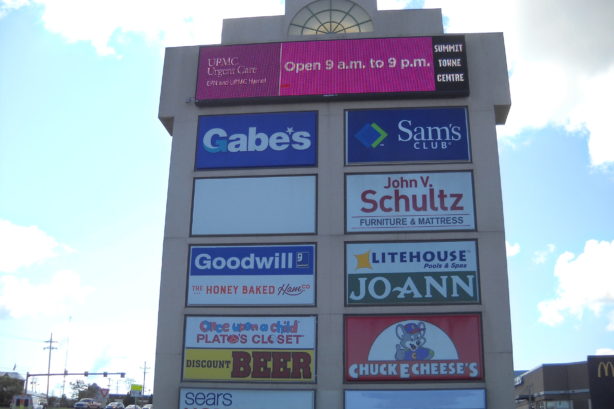 UPMC
Urgent Care
Open 9 a.m. to 9 p.m.
SUMMIT
TOWNE
CENTRE
Gabe's
Sam's
CLUB
John V.
Schultz
FURNITURE & MATTRESS
Goodwill
THE HONEY BAKED Ham CO
LITEHOUSE
Pools & Spas
JO-ANN
Once upon a child
PLATO'S CLOSET
DISCOUNT BEER
CHUCK E CHEESE'S
sears